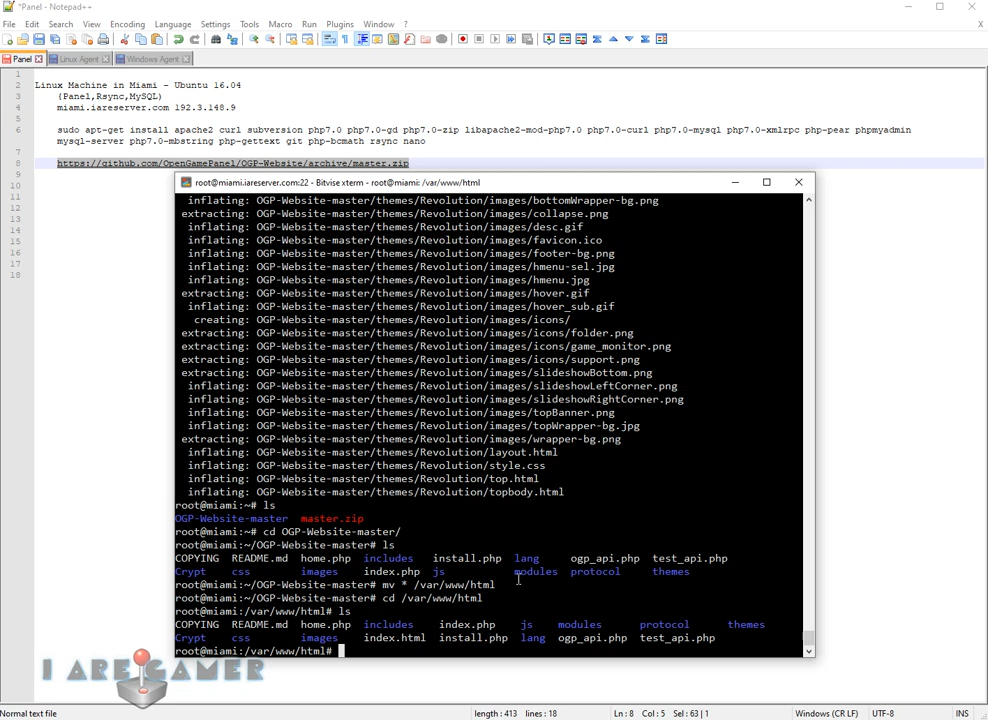 *Panel - Notepad++
File Edit Search View Encoding Language Settings Tools Macro Run Plugins Window ?
X
Panel Linux Agent Windows Agent
1
2 Linux Machine in Miami - Ubuntu 16.04
3 (Panel,Rsync,MySQL)
4 miami.iareserver.com 192.3.148.9
5
6 sudo apt-get install apache2 curl subversion php7.0 php7.0-gd php7.0-zip libapache2-mod-php7.0 php7.0-curl php7.0-mysql php7.0-xmlrpc php-pear phpmyadmin
mysql-server php7.0-mbstring php-gettext git php-bcmath rsync nano
7
8 https://github.com/OpenGamePanel/OGP-Website/archive/master.zip
9
10
11
12
13
14
15
16
17
18
root@miami.iareserver.com:22 - Bitvise xterm - root@miami: /var/www/html
inflating: OGP-Website-master/themes/Revolution/images/bottomWrapper-bg.png
extracting: OGP-Website-master/themes/Revolution/images/collapse.png
inflating: OGP-Website-master/themes/Revolution/images/desc.gif
inflating: OGP-Website-master/themes/Revolution/images/favicon.ico
extracting: OGP-Website-master/themes/Revolution/images/footer-bg.png
inflating: OGP-Website-master/themes/Revolution/images/hmenu-sel.jpg
inflating: OGP-Website-master/themes/Revolution/images/hmenu.jpg
extracting: OGP-Website-master/themes/Revolution/images/hover.gif
inflating: OGP-Website-master/themes/Revolution/images/hover_sub.gif
creating: OGP-Website-master/themes/Revolution/images/icons/
extracting: OGP-Website-master/themes/Revolution/images/icons/folder.png
extracting: OGP-Website-master/themes/Revolution/images/icons/game_monitor.png
extracting: OGP-Website-master/themes/Revolution/images/icons/support.png
extracting: OGP-Website-master/themes/Revolution/images/slideshowBottom.png
extracting: OGP-Website-master/themes/Revolution/images/slideshowLeftCorner.png
extracting: OGP-Website-master/themes/Revolution/images/slideshowRightCorner.png
extracting: OGP-Website-master/themes/Revolution/images/topBanner.png
inflating: OGP-Website-master/themes/Revolution/images/topWrapper-bg.jpg
extracting: OGP-Website-master/themes/Revolution/images/wrapper-bg.png
inflating: OGP-Website-master/themes/Revolution/layout.html
inflating: OGP-Website-master/themes/Revolution/style.css
inflating: OGP-Website-master/themes/Revolution/top.html
inflating: OGP-Website-master/themes/Revolution/topbody.html
root@miami:~# ls
OGP-Website-master master.zip
root@miami:~# cd OGP-Website-master/
root@miami:~/OGP-Website-master# ls
COPYING README.md home.php includes install.php lang ogp_api.php test_api.php
Crypt css images index.php js modules protocol themes
root@miami:~/OGP-Website-master# mv * /var/www/html
root@miami:~/OGP-Website-master# cd /var/www/html
root@miami:/var/www/html# ls
COPYING README.md home.php includes index.php js modules protocol themes
Crypt css images index.html install.php lang ogp_api.php test_api.php
root@miami:/var/www/html#
I ARE GAMER
Normal text file length : 413 lines : 18 Ln : 8 Col : 5 Sel : 63 | 1 Windows (CR LF) UTF-8 INS